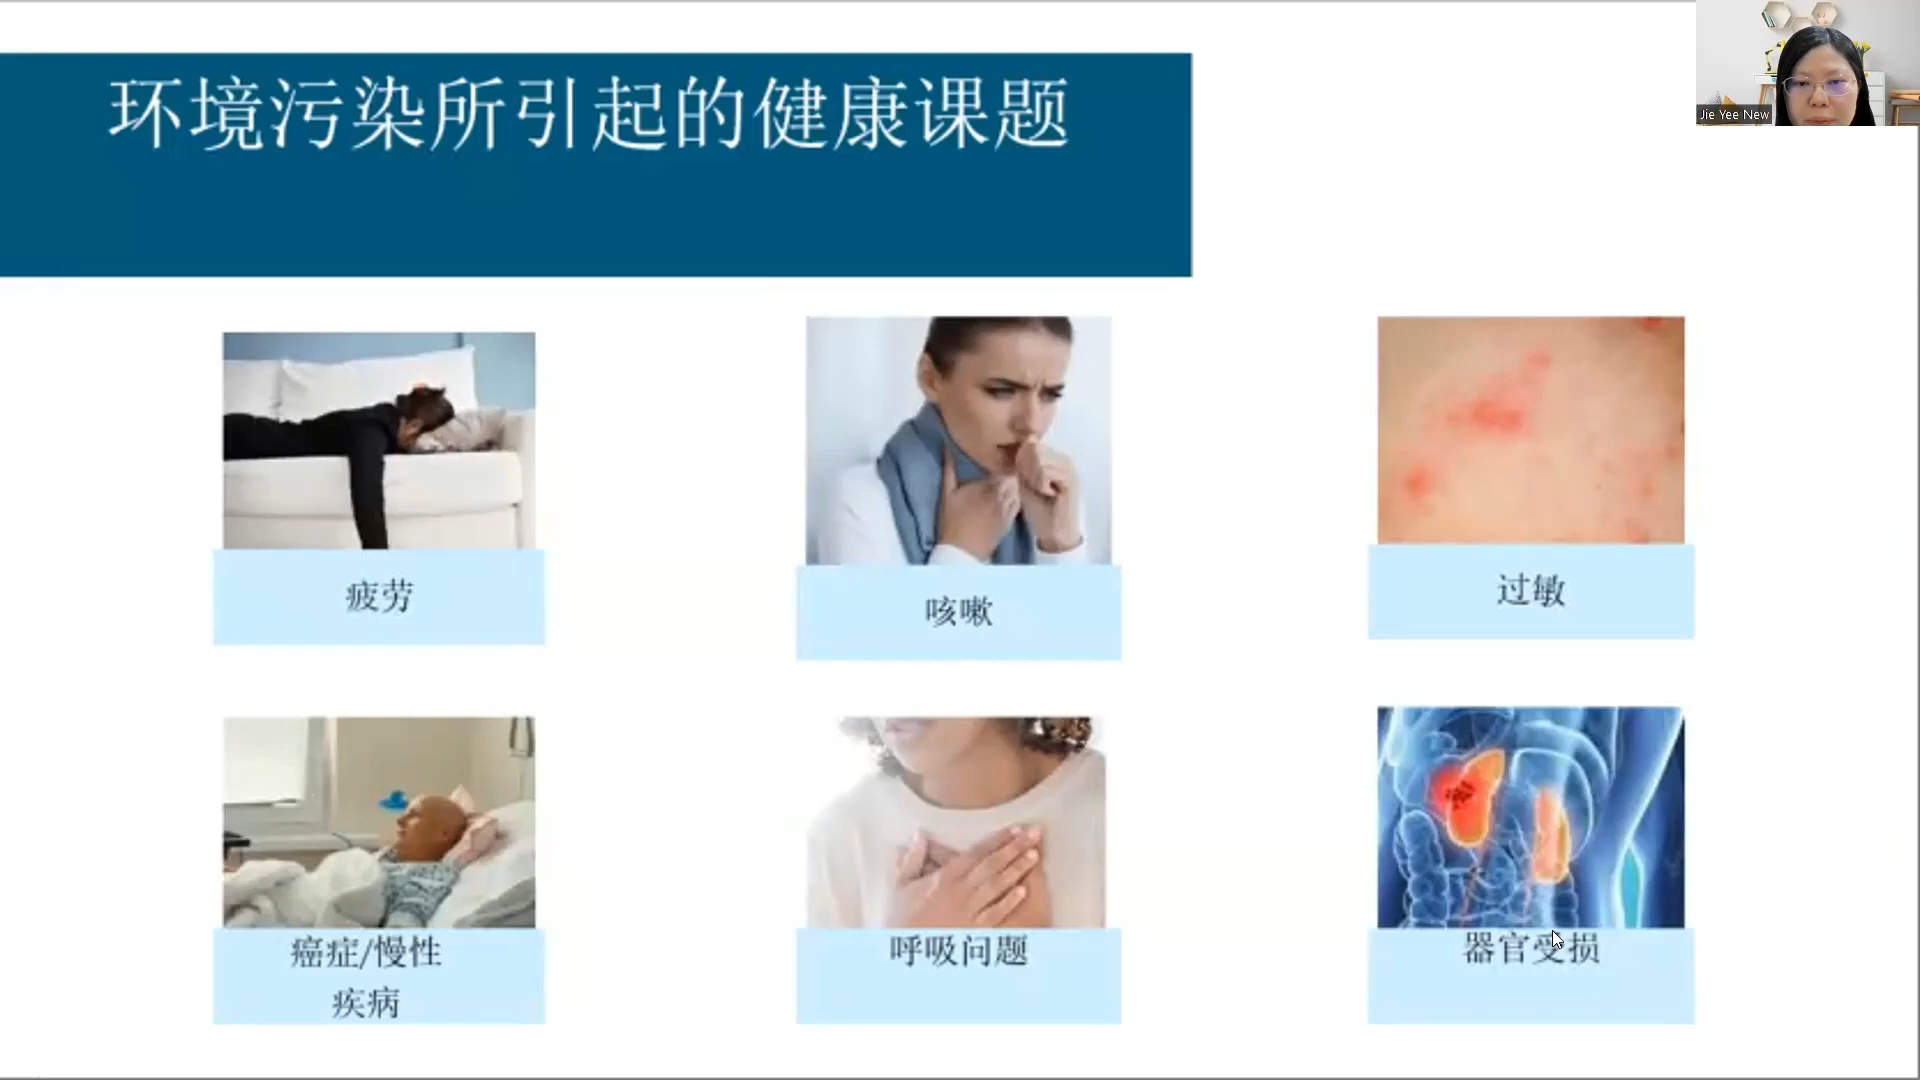 环境污染所引起的健康课题
Jie Yee New
疲劳
咳嗽
过敏
癌症/慢性
疾病
呼吸问题
器官受损